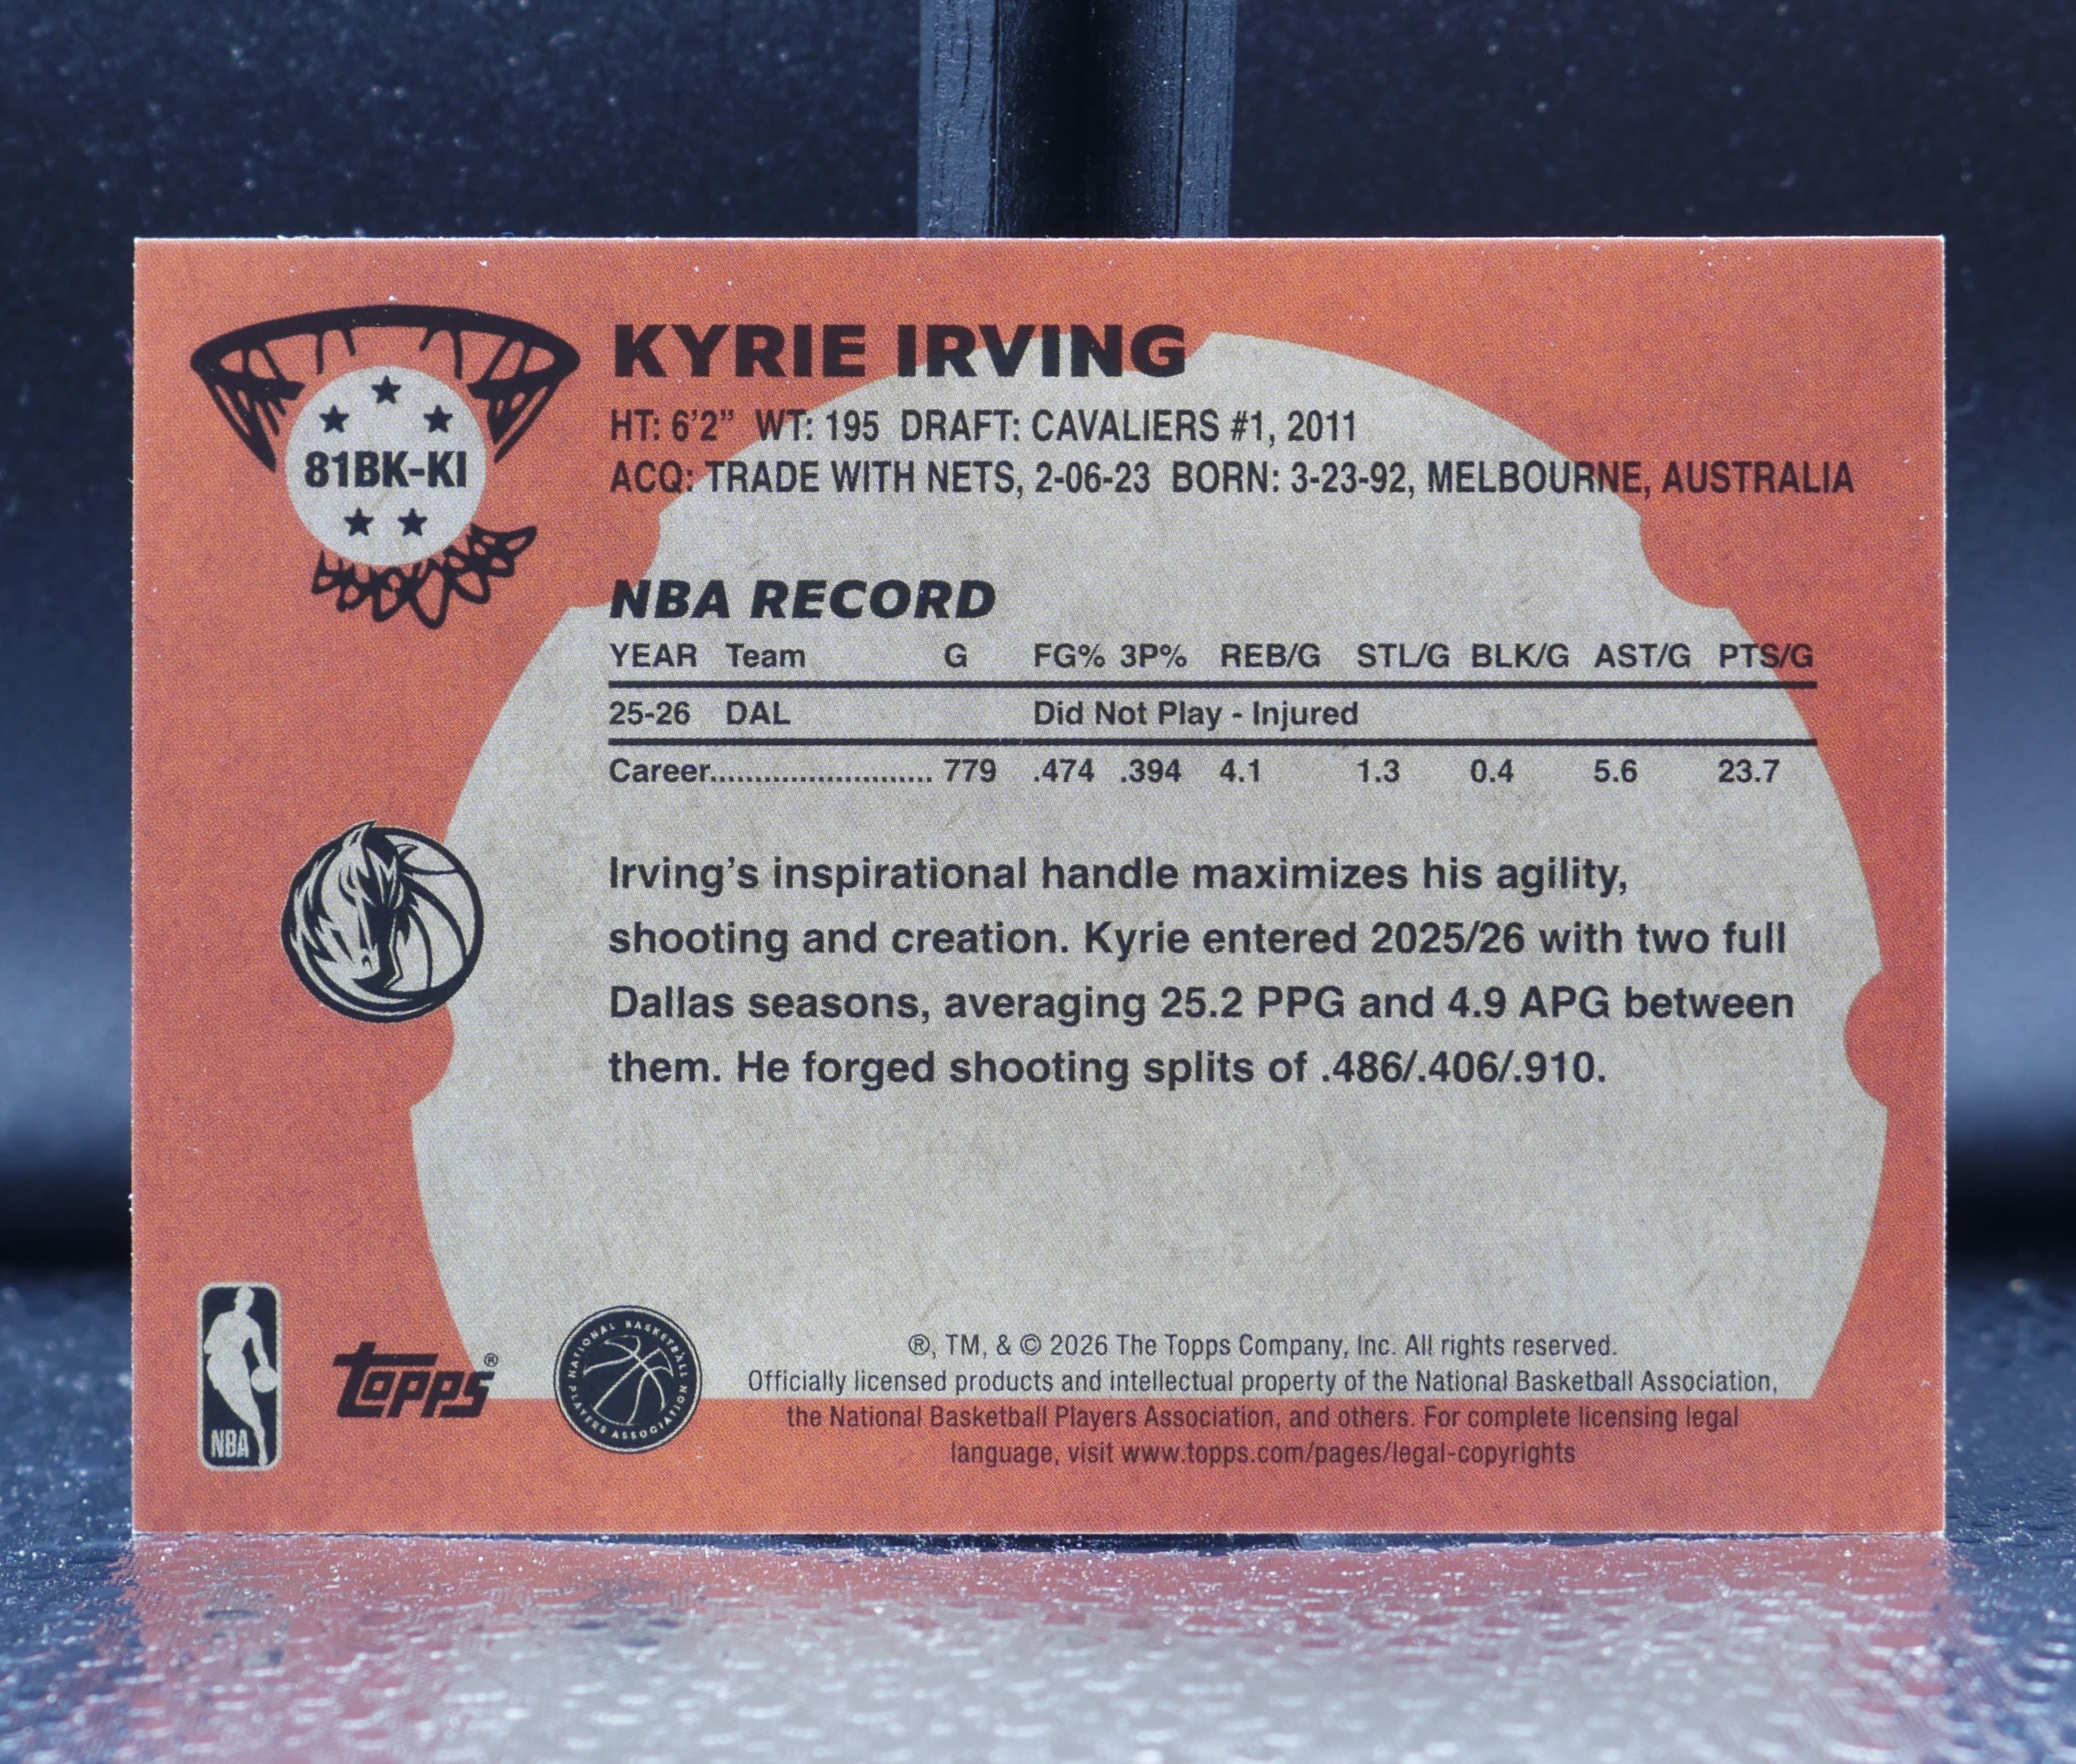 81BK-KI
KYRIE IRVING
HT: 6’2” WT: 195 DRAFT: CAVALIERS #1, 2011
ACQ: TRADE WITH NETS, 2-06-23 BORN: 3-23-92, MELBOURNE, AUSTRALIA
NBA RECORD
YEAR Team G FG% 3P% REB/G STL/G BLK/G AST/G PTS/G
25-26 DAL Did Not Play - Injured
Career......................... 779 .474 .394 4.1 1.3 0.4 5.6 23.7
Irving’s inspirational handle maximizes his agility,
shooting and creation. Kyrie entered 2025/26 with two full
Dallas seasons, averaging 25.2 PPG and 4.9 APG between
them. He forged shooting splits of .486/.406/.910.
NBA
topps®
NATIONAL BASKETBALL PLAYERS ASSOCIATION
®, TM, & © 2026 The Topps Company, Inc. All rights reserved.
Officially licensed products and intellectual property of the National Basketball Association,
the National Basketball Players Association, and others. For complete licensing legal
language, visit www.topps.com/pages/legal-copyrights